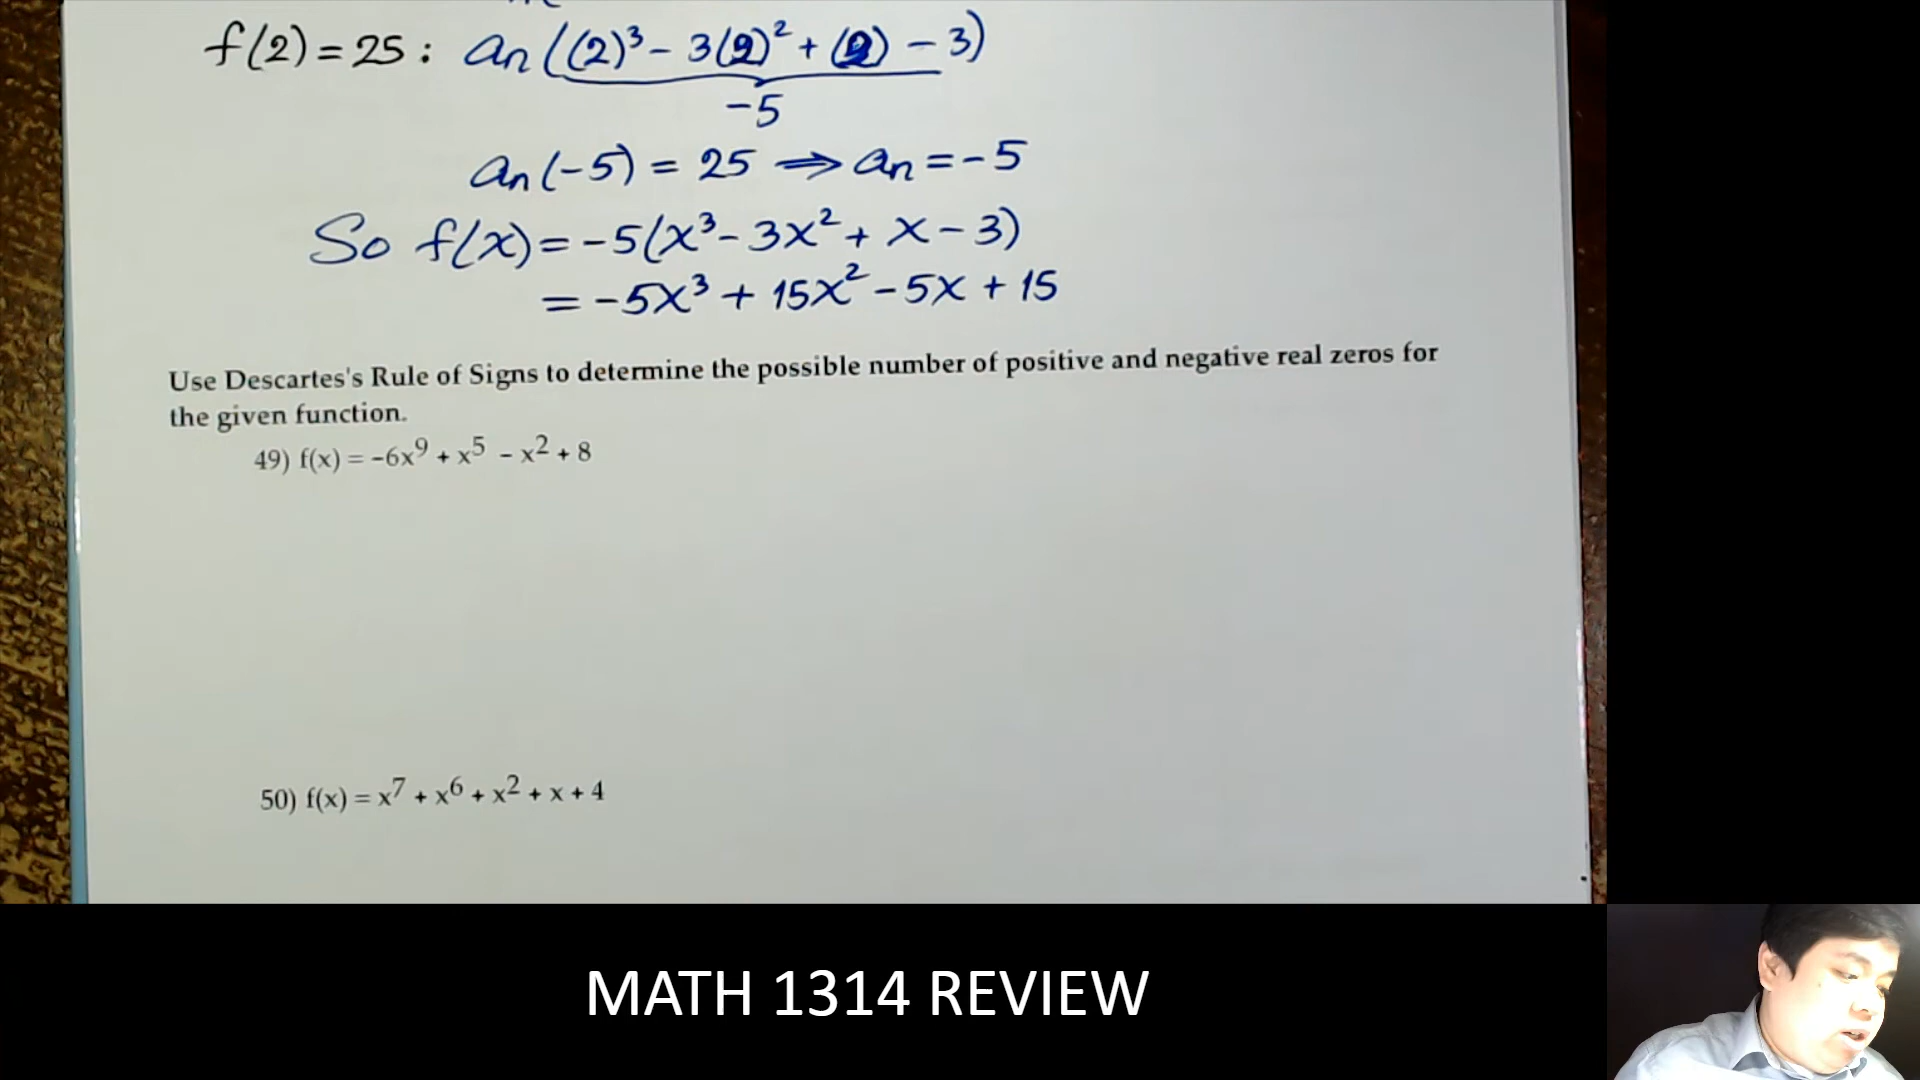 f(2) = 25 : an((2)³ - 3(2)² + (2) - 3)
-5
an(-5) = 25 ⟹ an = -5
So f(x) = -5(x³ - 3x² + x - 3)
= -5x³ + 15x² - 5x + 15
Use Descartes's Rule of Signs to determine the possible number of positive and negative real zeros for
the given function.
49) f(x) = -6x⁹ + x⁵ - x² + 8
50) f(x) = x⁷ + x⁶ + x² + x + 4
MATH 1314 REVIEW